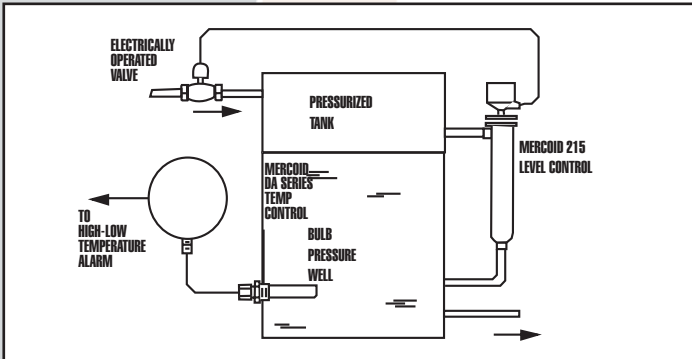 ELECTRICALLY
OPERATED
VALVE
PRESSURIZED
TANK
MERCOID 215
LEVEL CONTROL
MERCOID
DA SERIES
TEMP
CONTROL
TO
HIGH-LOW
TEMPERATURE
ALARM
BULB
PRESSURE
WELL